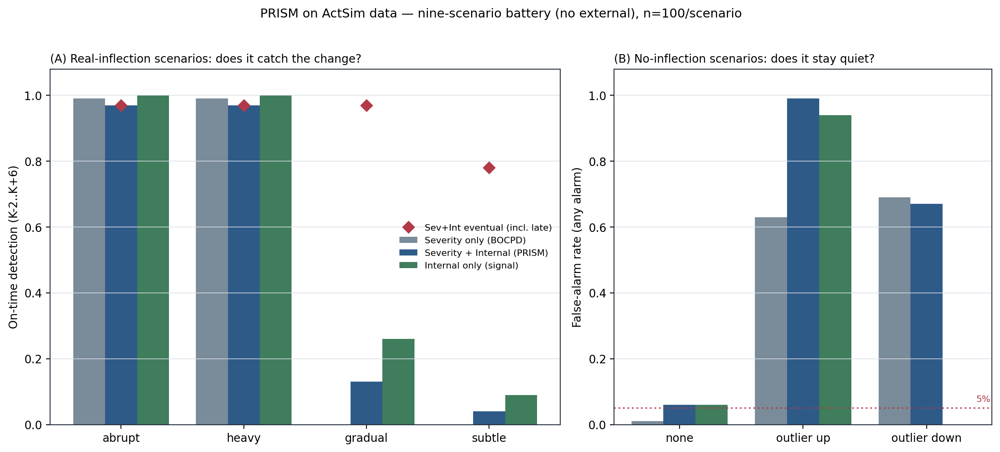 PRISM on ActSim data — nine-scenario battery (no external), n=100/scenario
(A) Real-inflection scenarios: does it catch the change?
On-time detection (K-2..K+6)
1.0
0.8
0.6
0.4
0.2
0.0
Sev+Int eventual (incl. late)
Severity only (BOCPD)
Severity + Internal (PRISM)
Internal only (signal)
abrupt
heavy
gradual
subtle
(B) No-inflection scenarios: does it stay quiet?
False-alarm rate (any alarm)
1.0
0.8
0.6
0.4
0.2
0.0
5%
none
outlier up
outlier down